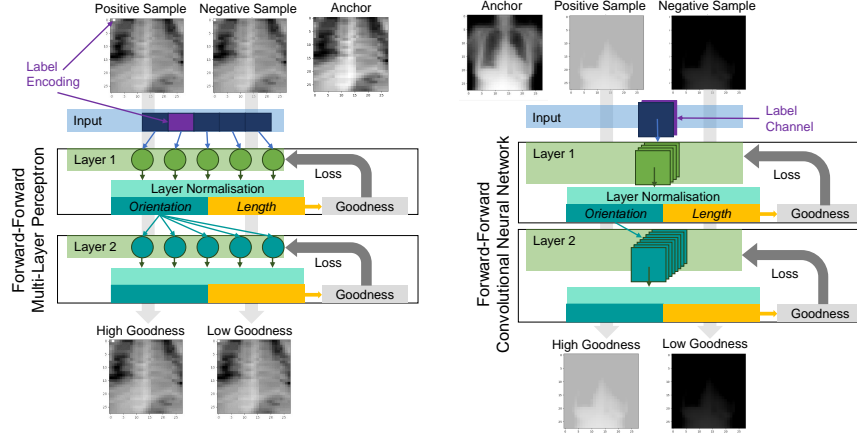 Positive Sample
Negative Sample
Anchor
Label
Encoding
Input
Layer 1
Loss
Layer Normalisation
Orientation
Length
Goodness
Layer 2
Loss
Goodness
Forward-Forward
Multi-Layer Perceptron
High Goodness
Low Goodness
Anchor
Positive Sample
Negative Sample
Input
Label
Channel
Layer 1
Loss
Layer Normalisation
Orientation
Length
Goodness
Layer 2
Loss
Goodness
Forward-Forward
Convolutional Neural Network
High Goodness
Low Goodness